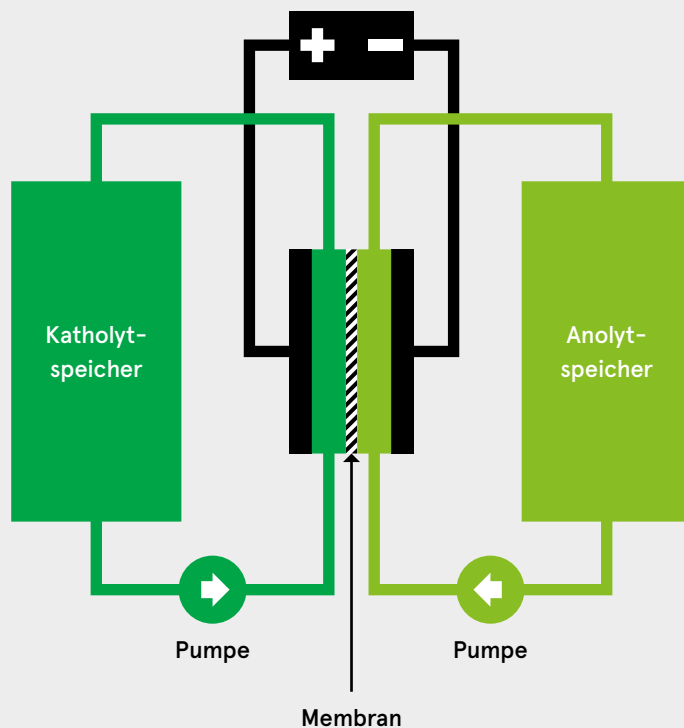 + −
Katholyt-
speicher
Anolyt-
speicher
Pumpe
Pumpe
Membran